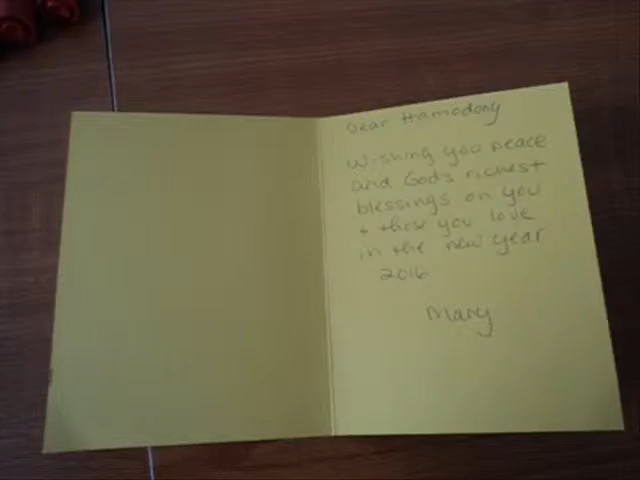 Dear Hamodony
Wishing you peace
and God's richest
blessings on you
+ those you love
in the new year
2016
Mary